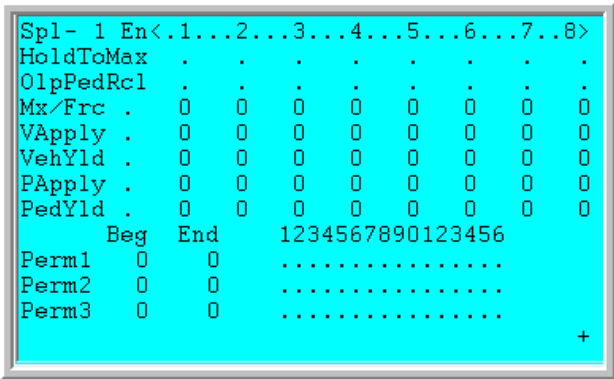 Spl- 1 En<.1...2...3...4...5...6...7..8>
HoldToMax . . . . . . . .
OlpPedRcl . . . . . . . .
Mx/Frc . 0 0 0 0 0 0 0 0
VApply . 0 0 0 0 0 0 0 0
VehYld . 0 0 0 0 0 0 0 0
PApply . 0 0 0 0 0 0 0 0
PedYld . 0 0 0 0 0 0 0 0
Beg End 1234567890123456
Perm1 0 0 ................
Perm2 0 0 ................
Perm3 0 0 ................
+